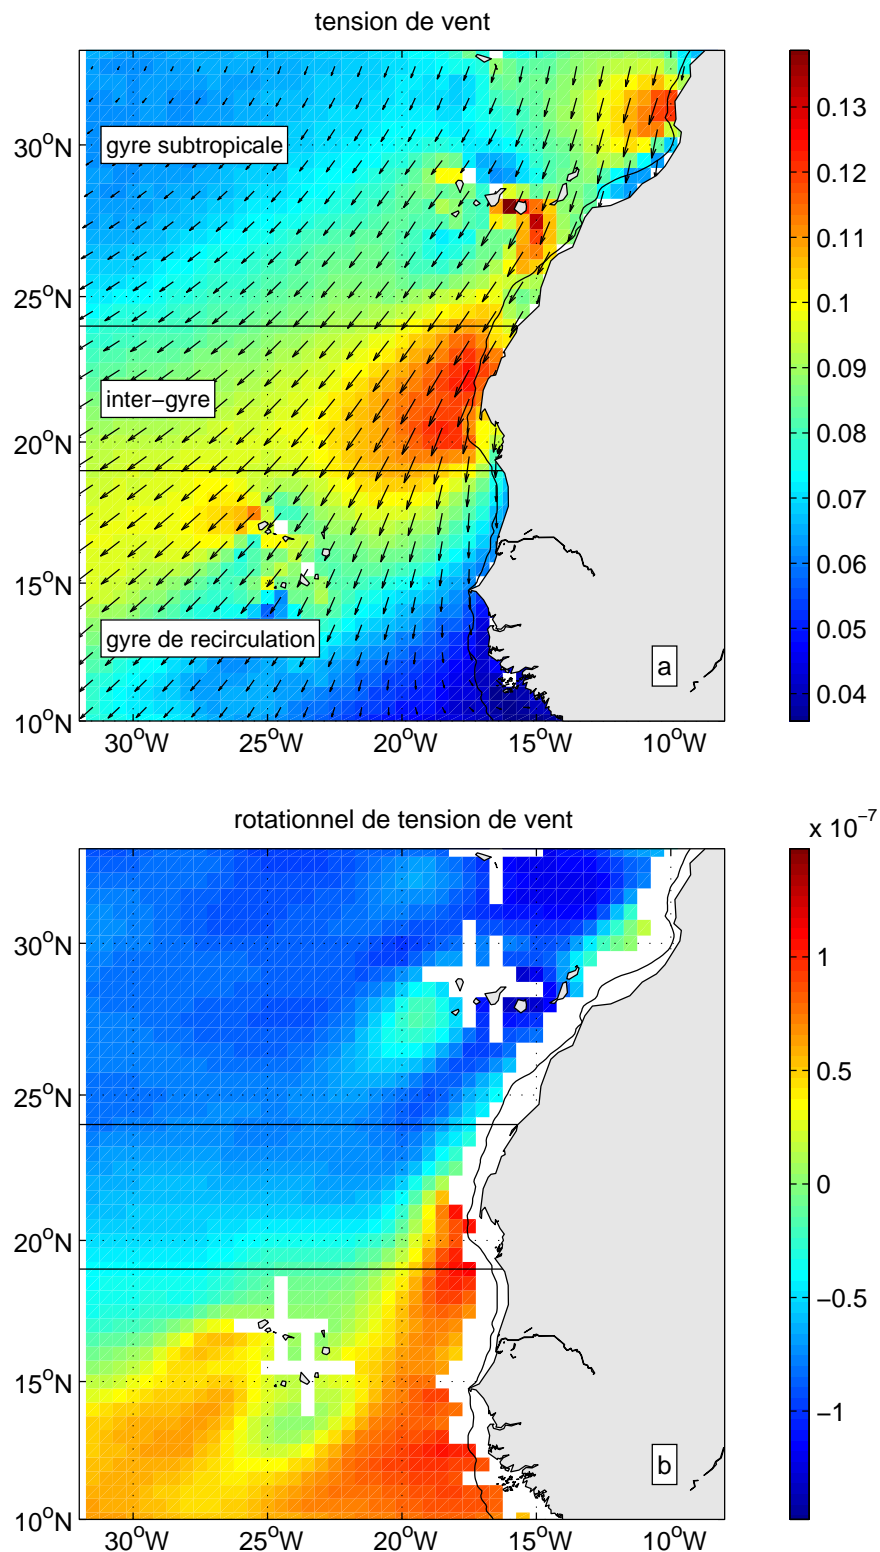 tension de vent
30°N
25°N
20°N
15°N
10°N
gyre subtropicale
inter−gyre
gyre de recirculation
a
30°W
25°W
20°W
15°W
10°W
0.13
0.12
0.11
0.1
0.09
0.08
0.07
0.06
0.05
0.04
rotationnel de tension de vent
x 10⁻⁷
30°N
25°N
20°N
15°N
10°N
b
30°W
25°W
20°W
15°W
10°W
1
0.5
0
−0.5
−1